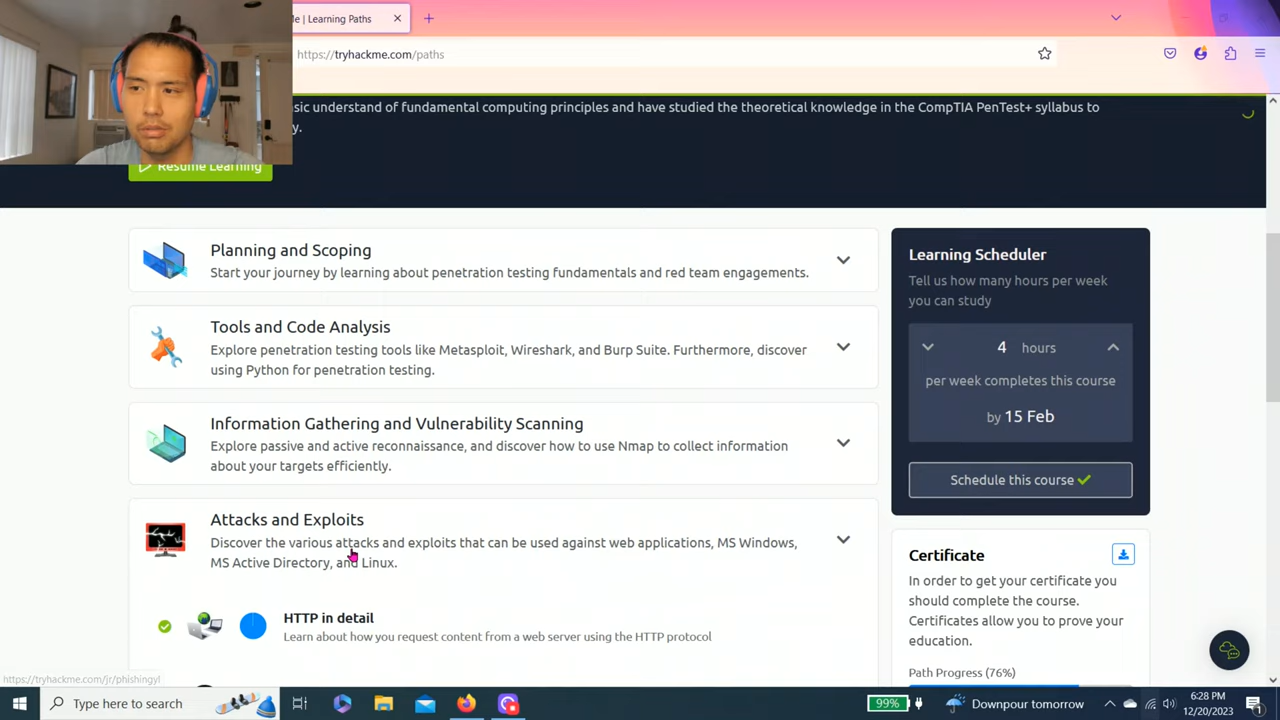 Me | Learning Paths
https://tryhackme.com/paths
sic understand of fundamental computing principles and have studied the theoretical knowledge in the CompTIA PenTest+ syllabus to
y.
Resume Learning
Planning and Scoping
Start your journey by learning about penetration testing fundamentals and red team engagements.
Tools and Code Analysis
Explore penetration testing tools like Metasploit, Wireshark, and Burp Suite. Furthermore, discover
using Python for penetration testing.
Information Gathering and Vulnerability Scanning
Explore passive and active reconnaissance, and discover how to use Nmap to collect information
about your targets efficiently.
Attacks and Exploits
Discover the various attacks and exploits that can be used against web applications, MS Windows,
MS Active Directory, and Linux.
HTTP in detail
Learn about how you request content from a web server using the HTTP protocol
Learning Scheduler
Tell us how many hours per week
you can study
4 hours
per week completes this course
by 15 Feb
Schedule this course
Certificate
In order to get your certificate you
should complete the course.
Certificates allow you to prove your
education.
Path Progress (76%)
https://tryhackme.com/jr/phishingyl
Type here to search
99%
Downpour tomorrow
6:28 PM
12/20/2023
1